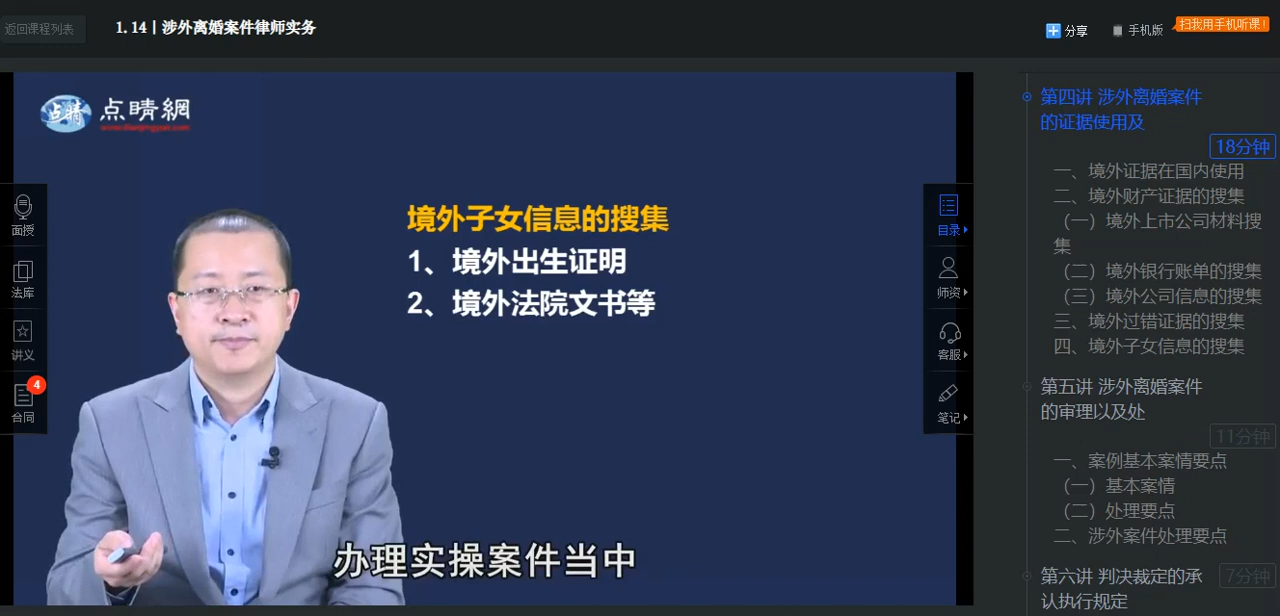 返回课程列表
1. 14丨涉外离婚案件律师实务
分享
手机版
扫我用手机听课!
点睛
点睛網
境外子女信息的搜集
1、境外出生证明
2、境外法院文书等
办理实操案件当中
面授
法库
讲义
4
合同
目录
师资
客服
笔记
第四讲 涉外离婚案件
的证据使用及
18分钟
一、境外证据在国内使用
二、境外财产证据的搜集
（一）境外上市公司材料搜
集
（二）境外银行账单的搜集
（三）境外公司信息的搜集
三、境外过错证据的搜集
四、境外子女信息的搜集
第五讲 涉外离婚案件
的审理以及处
11分钟
一、案例基本案情要点
（一）基本案情
（二）处理要点
二、涉外案件处理要点
第六讲 判决裁定的承
7分钟
认执行规定